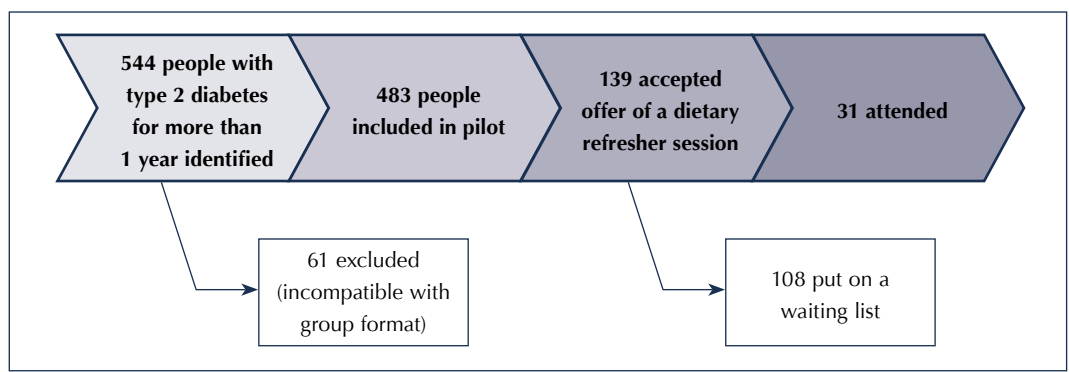 544 people with
type 2 diabetes
for more than
1 year identified
483 people
included in pilot
139 accepted
offer of a dietary
refresher session
31 attended
61 excluded
(incompatible with
group format)
108 put on a
waiting list